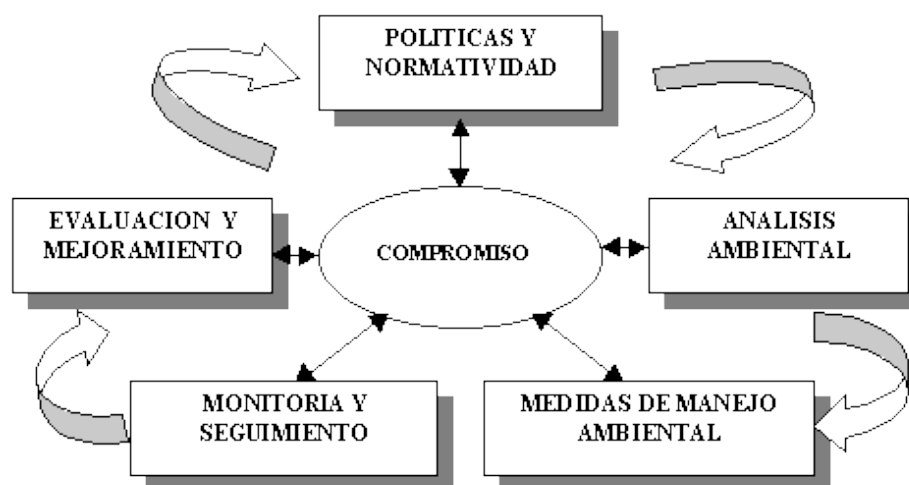 POLITICAS Y
NORMATIVIDAD
EVALUACION Y
MEJORAMIENTO
COMPROMISO
ANALISIS
AMBIENTAL
MONITORIA Y
SEGUIMIENTO
MEDIDAS DE MANEJO
AMBIENTAL